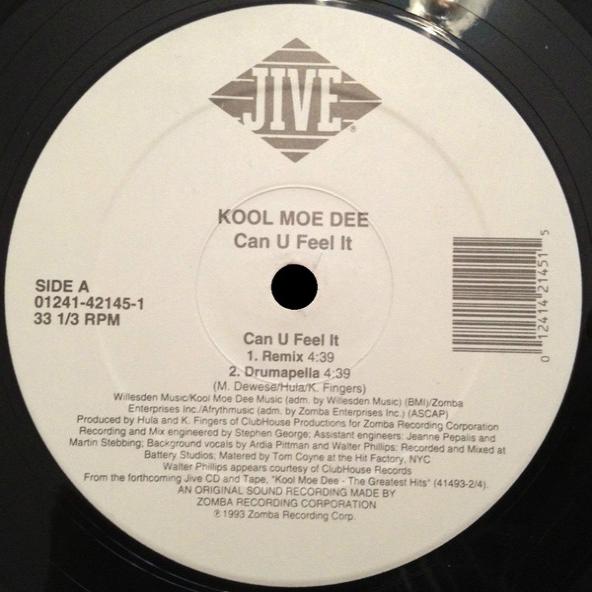 JIVE
®
KOOL MOE DEE
Can U Feel It
SIDE A
01241-42145-1
33 1/3 RPM
0 12414 21451 5
Can U Feel It
1. Remix 4:39
2. Drumapella 4:39
(M. Dewese/Hula/K. Fingers)
Willesden Music/Kool Moe Dee Music (adm. by Willesden Music) (BMI)/Zomba
Enterprises Inc./Afrythmusic (adm. by Zomba Enterprises Inc.) (ASCAP)
Produced by Hula and K. Fingers of ClubHouse Productions for Zomba Recording Corporation
Recording and Mix engineered by Stephen George; Assistant engineers: Jeanne Pepalis and
Martin Stebbing; Background vocals by Ardia Pittman and Walter Phillips; Recorded and Mixed at
Battery Studios; Matered by Tom Coyne at the Hit Factory, NYC
Walter Phillips appears courtesy of ClubHouse Records
From the forthcoming Jive CD and Tape, "Kool Moe Dee - The Greatest Hits" (41493-2/4).
AN ORIGINAL SOUND RECORDING MADE BY
ZOMBA RECORDING CORPORATION
℗ 1993 Zomba Recording Corp.